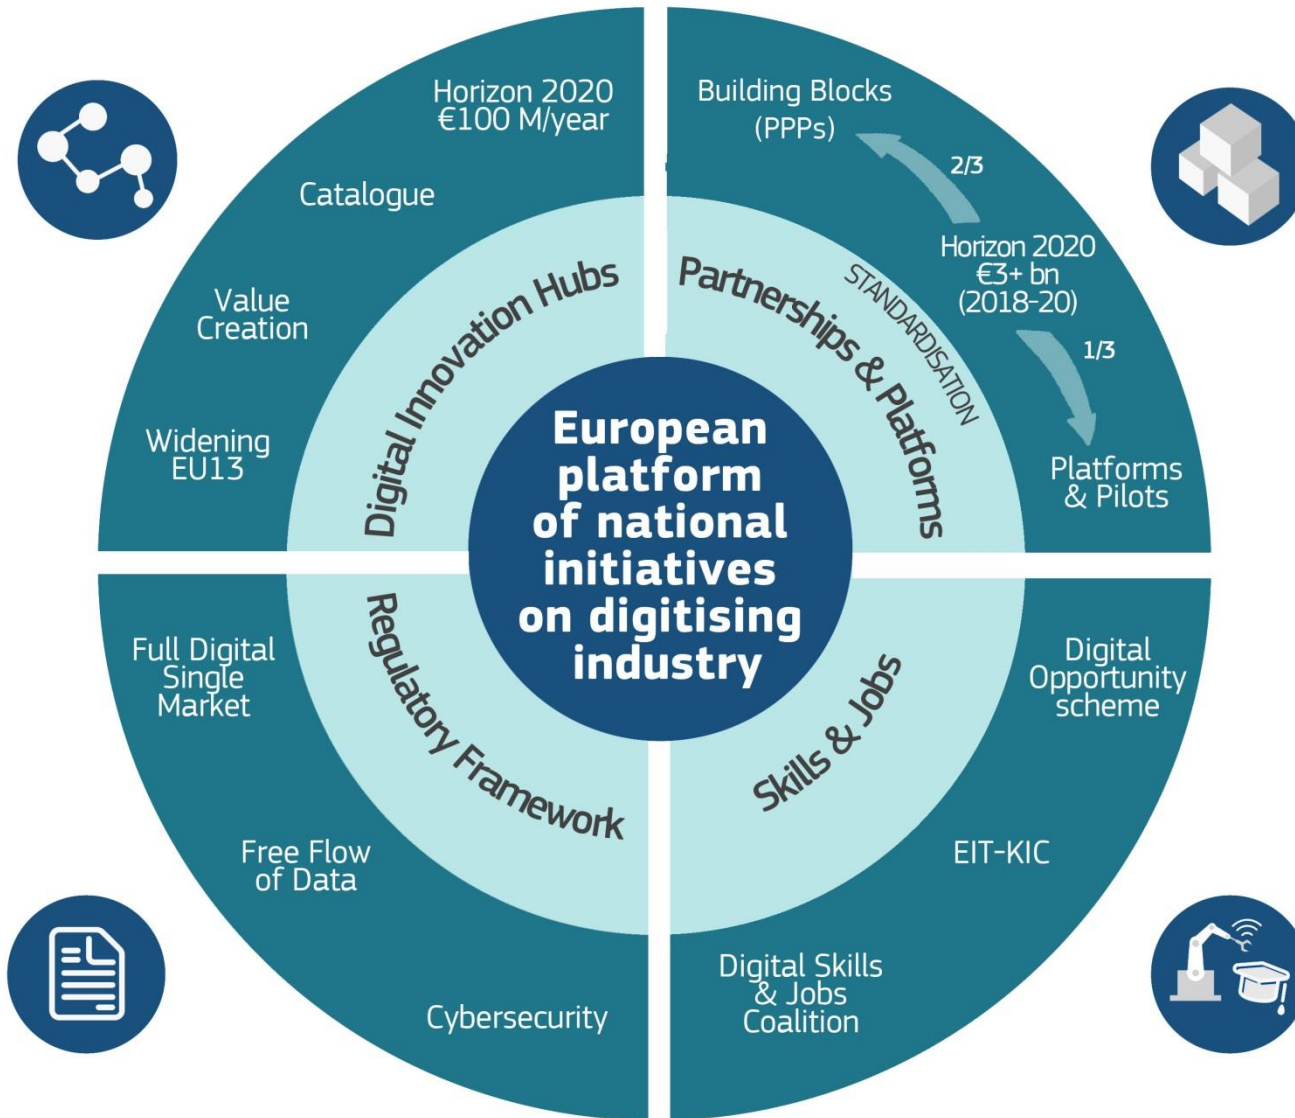 Horizon 2020
€100 M/year
Catalogue
Value
Creation
Widening
EU13
Digital Innovation Hubs
Building Blocks
(PPPs)
2/3
Horizon 2020
€3+ bn
(2018-20)
1/3
Platforms
& Pilots
STANDARDISATION
Partnerships & Platforms
European
platform
of national
initiatives
on digitising
industry
Regulatory Framework
Full Digital
Single
Market
Free Flow
of Data
Cybersecurity
Skills & Jobs
Digital
Opportunity
scheme
EIT-KIC
Digital Skills
& Jobs
Coalition